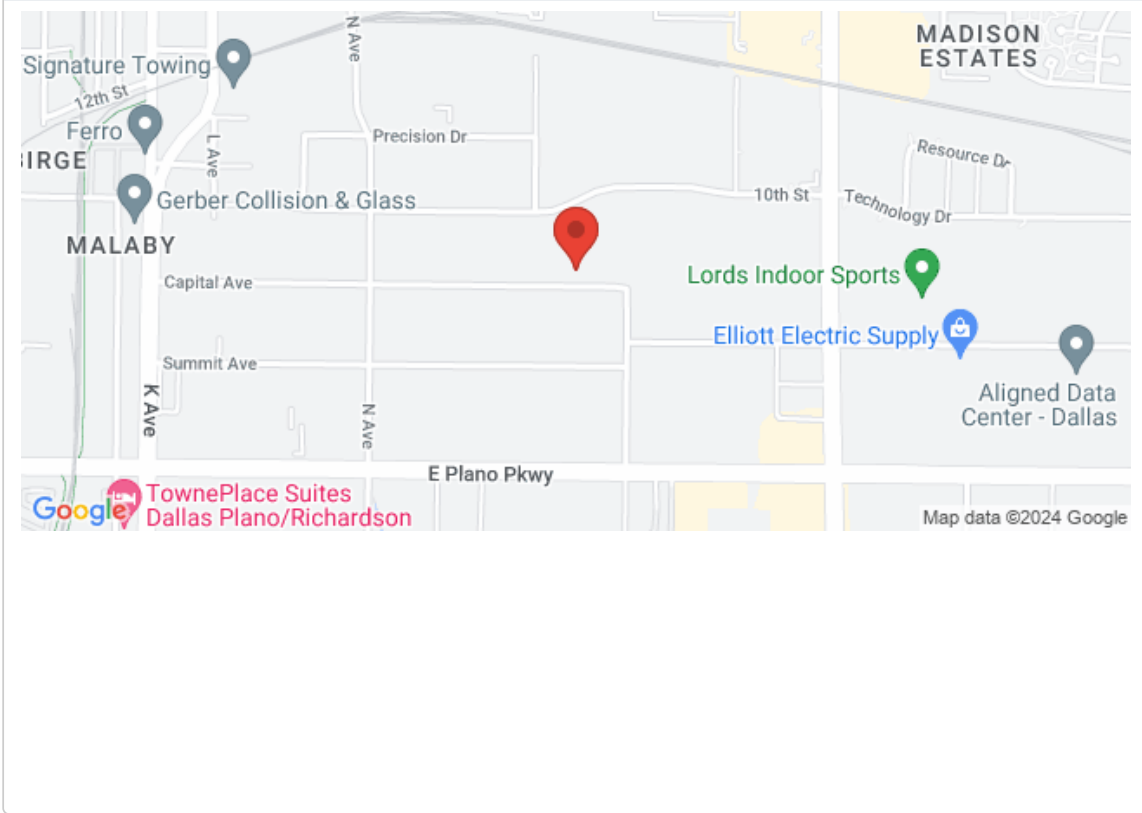 MADISON
ESTATES
N Ave
Signature Towing
12th St
Ferro
Precision Dr
L Ave
BIRGE
Resource Dr
Gerber Collision & Glass
10th St
Technology Dr
MALABY
Capital Ave
Lords Indoor Sports
Elliott Electric Supply
Summit Ave
K Ave
N Ave
Aligned Data
Center - Dallas
E Plano Pkwy
TownePlace Suites
Dallas Plano/Richardson
Google
Map data ©2024 Google